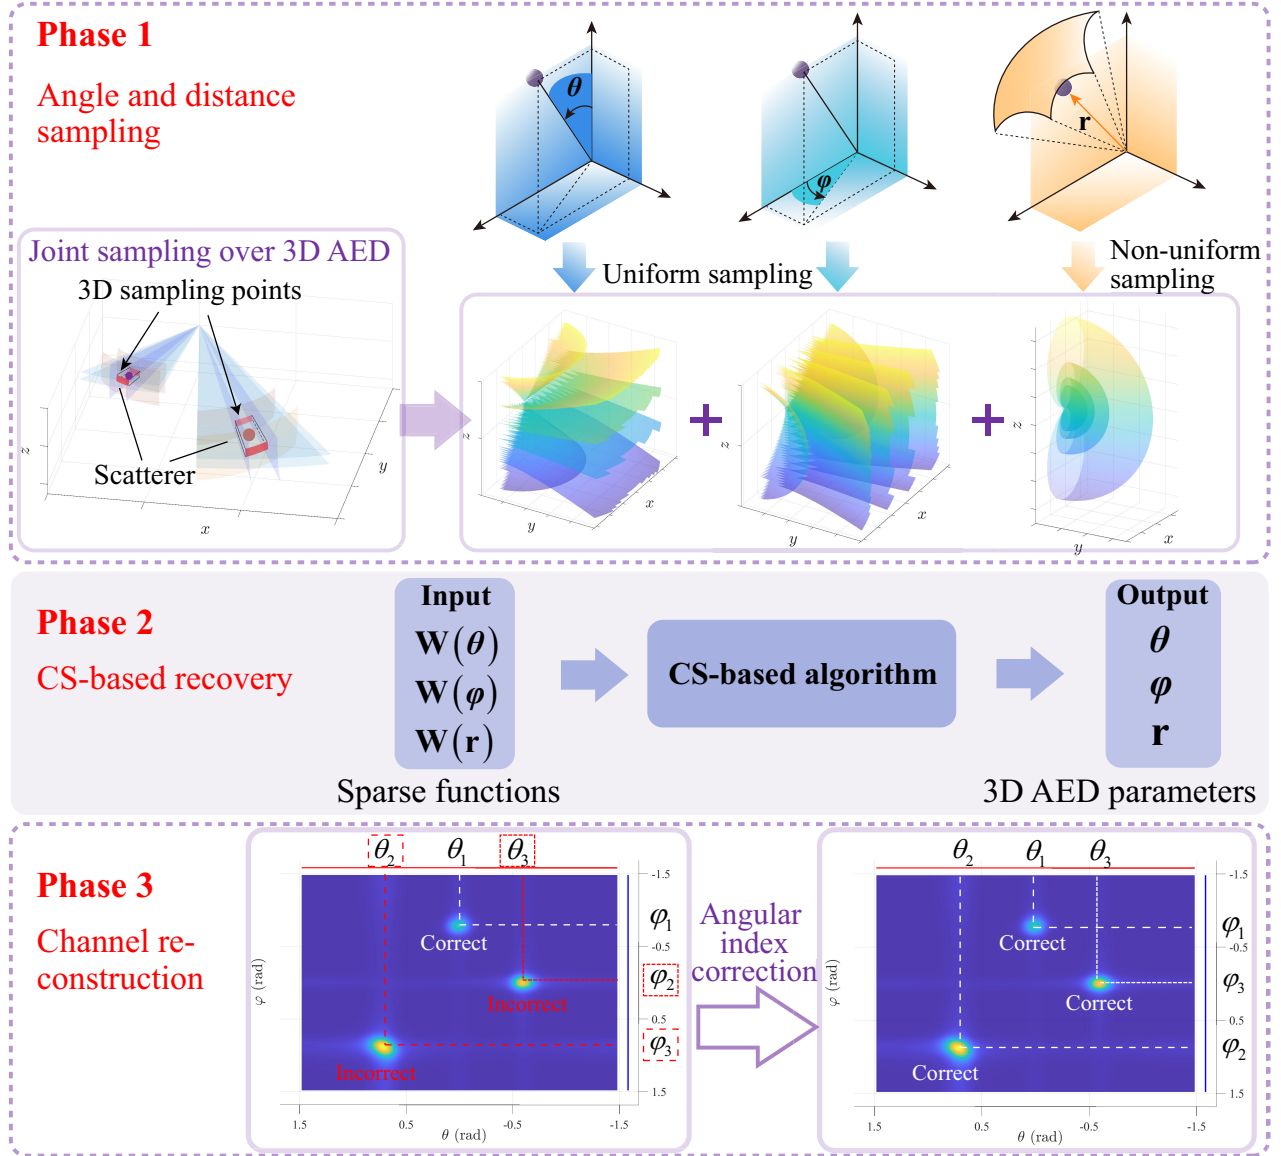 Phase 1
Angle and distance
sampling
θ
φ
r
Uniform sampling
Non-uniform
sampling
Joint sampling over 3D AED
3D sampling points
Scatterer
z
x
y
z
y
x
+
z
y
x
+
z
y
x
Phase 2
CS-based recovery
Input
W(θ)
W(φ)
W(r)
Sparse functions
CS-based algorithm
Output
θ
φ
r
3D AED parameters
Phase 3
Channel re-
construction
θ2 θ1 θ3
-1.5
φ1
Correct
-0.5
φ2
Incorrect
0.5
φ3
Incorrect
1.5
φ (rad)
1.5 0.5 -0.5 -1.5
θ (rad)
Angular
index
correction
θ2 θ1 θ3
-1.5
φ1
Correct
-0.5
φ3
Correct
0.5
φ2
Correct
1.5
φ (rad)
1.5 0.5 -0.5 -1.5
θ (rad)